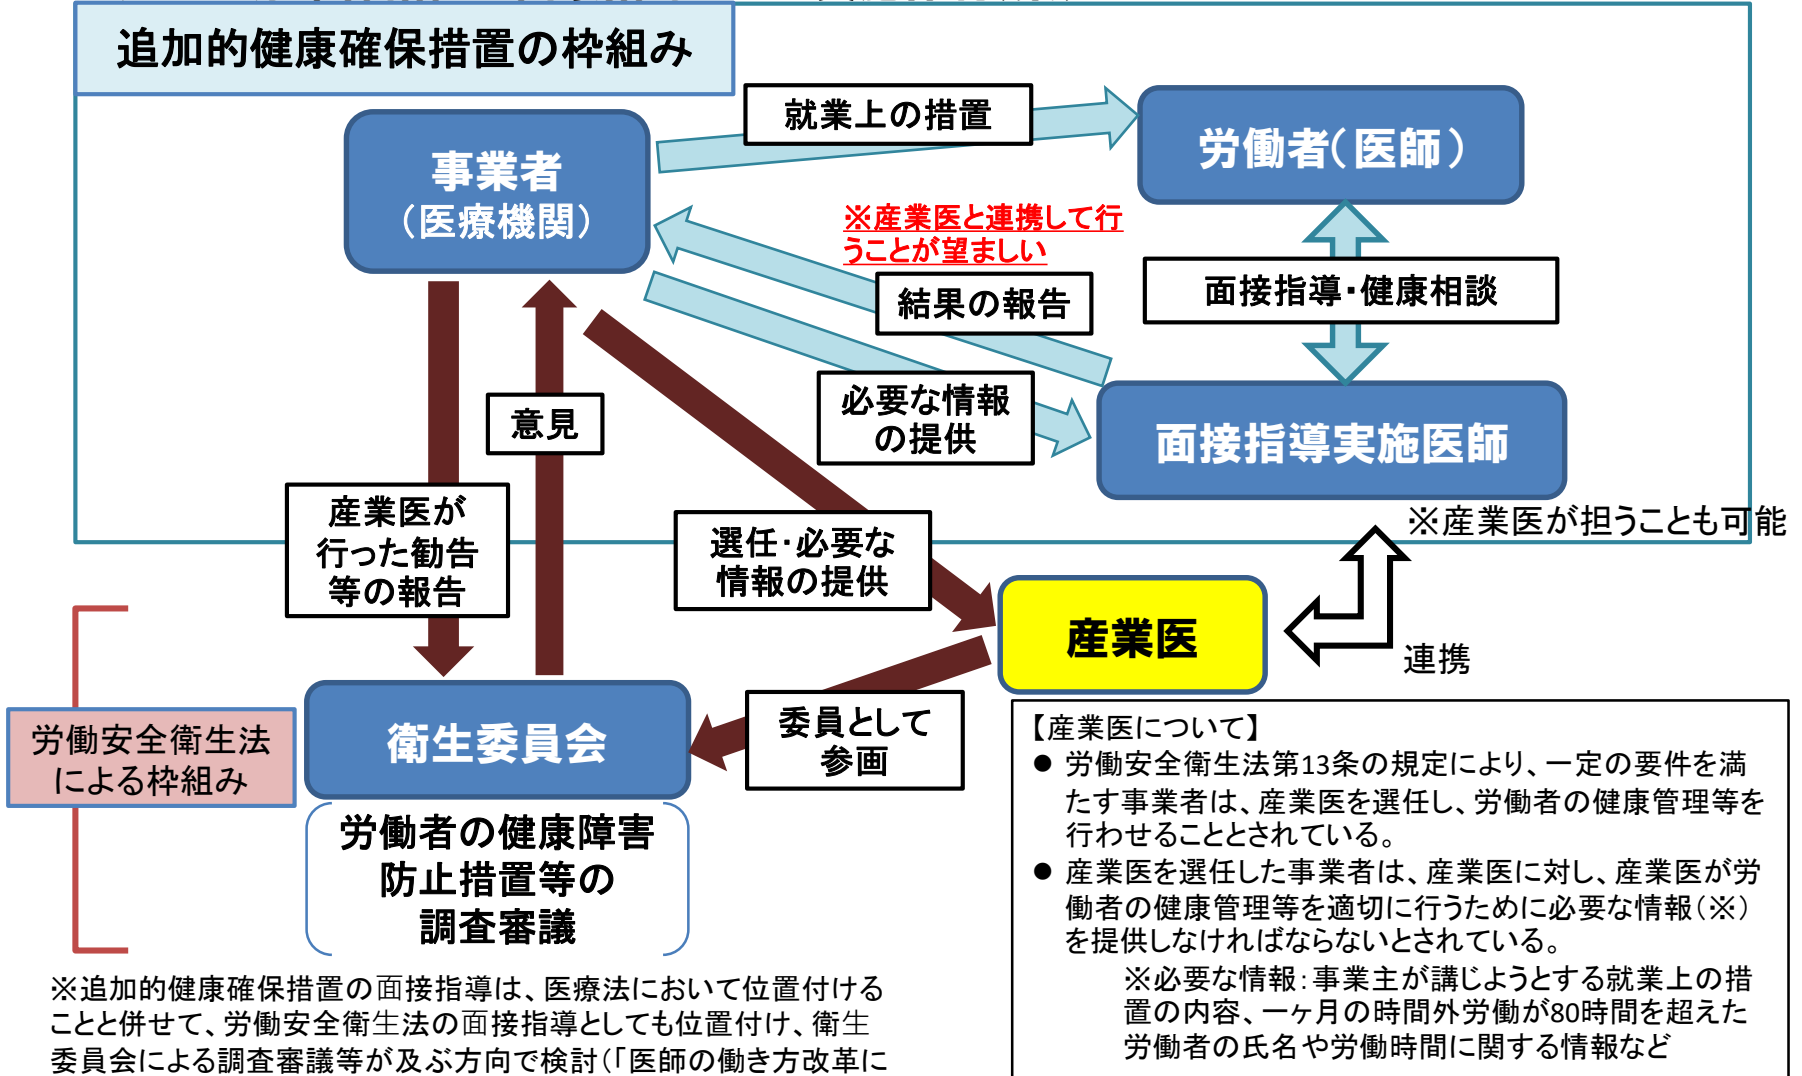 追加的健康確保措置の枠組み
就業上の措置
労働者(医師)
事業者
(医療機関)
※産業医と連携して行
うことが望ましい
結果の報告
面接指導・健康相談
必要な情報
の提供
意見
面接指導実施医師
※産業医が担うことも可能
産業医が
行った勧告
等の報告
選任・必要な
情報の提供
産業医
連携
労働安全衛生法
による枠組み
衛生委員会
委員として
参画
労働者の健康障害
防止措置等の
調査審議
【産業医について】
● 労働安全衛生法第13条の規定により、一定の要件を満
たす事業者は、産業医を選任し、労働者の健康管理等を
行わせることとされている。
● 産業医を選任した事業者は、産業医に対し、産業医が労
働者の健康管理等を適切に行うために必要な情報(※)
を提供しなければならないとされている。
※必要な情報:事業主が講じようとする就業上の措
置の内容、一ヶ月の時間外労働が80時間を超えた
労働者の氏名や労働時間に関する情報など
※追加的健康確保措置の面接指導は、医療法において位置付ける
ことと併せて、労働安全衛生法の面接指導としても位置付け、衛生
委員会による調査審議等が及ぶ方向で検討(「医師の働き方改革に